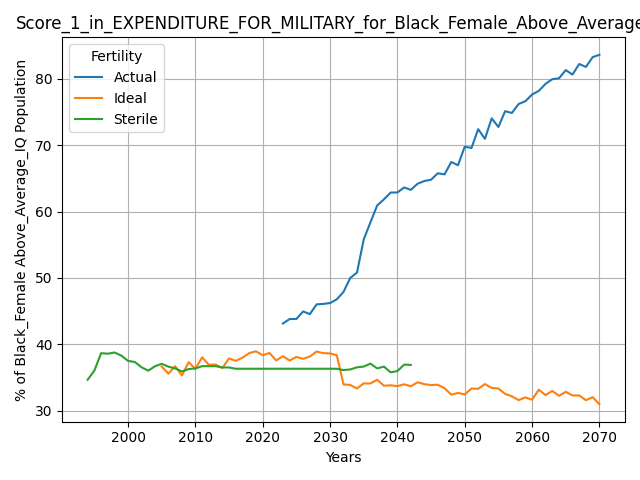 Score_1_in_EXPENDITURE_FOR_MILITARY_for_Black_Female_Above_Average
Fertility
Actual
Ideal
Sterile
% of Black_Female Above_Average_IQ Population
80
70
60
50
40
30
2000
2010
2020
2030
2040
2050
2060
2070
Years